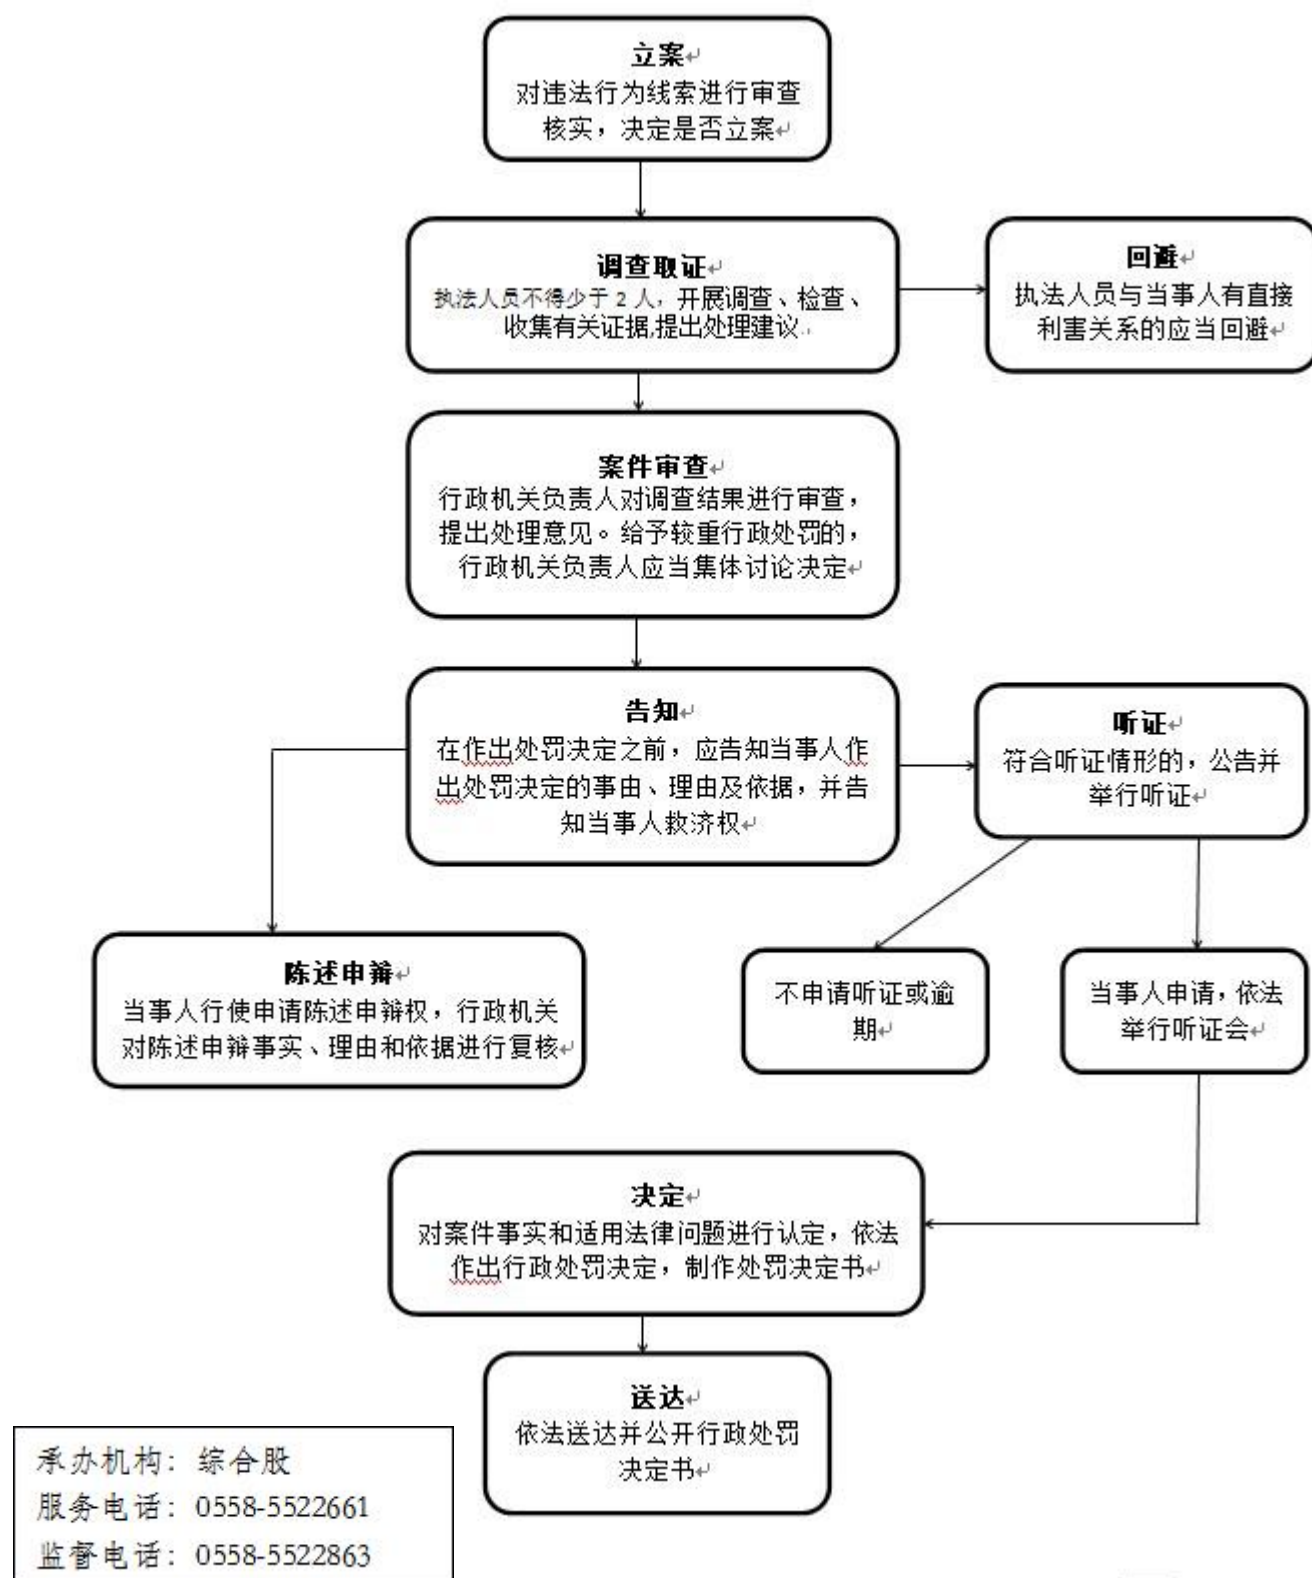 立案
对违法行为线索进行审查
核实，决定是否立案
调查取证
执法人员不得少于 2 人，开展调查、检查、
收集有关证据,提出处理建议.
回避
执法人员与当事人有直接
利害关系的应当回避
案件审查
行政机关负责人对调查结果进行审查，
提出处理意见。给予较重行政处罚的，
行政机关负责人应当集体讨论决定
告知
在作出处罚决定之前，应告知当事人作
出处罚决定的事由、理由及依据，并告
知当事人救济权
听证
符合听证情形的，公告并
举行听证
陈述申辩
当事人行使申请陈述申辩权，行政机关
对陈述申辩事实、理由和依据进行复核
不申请听证或逾
期
当事人申请，依法
举行听证会
决定
对案件事实和适用法律问题进行认定，依法
作出行政处罚决定，制作处罚决定书
送达
依法送达并公开行政处罚
决定书
承办机构：综合股
服务电话：0558-5522661
监督电话：0558-5522863